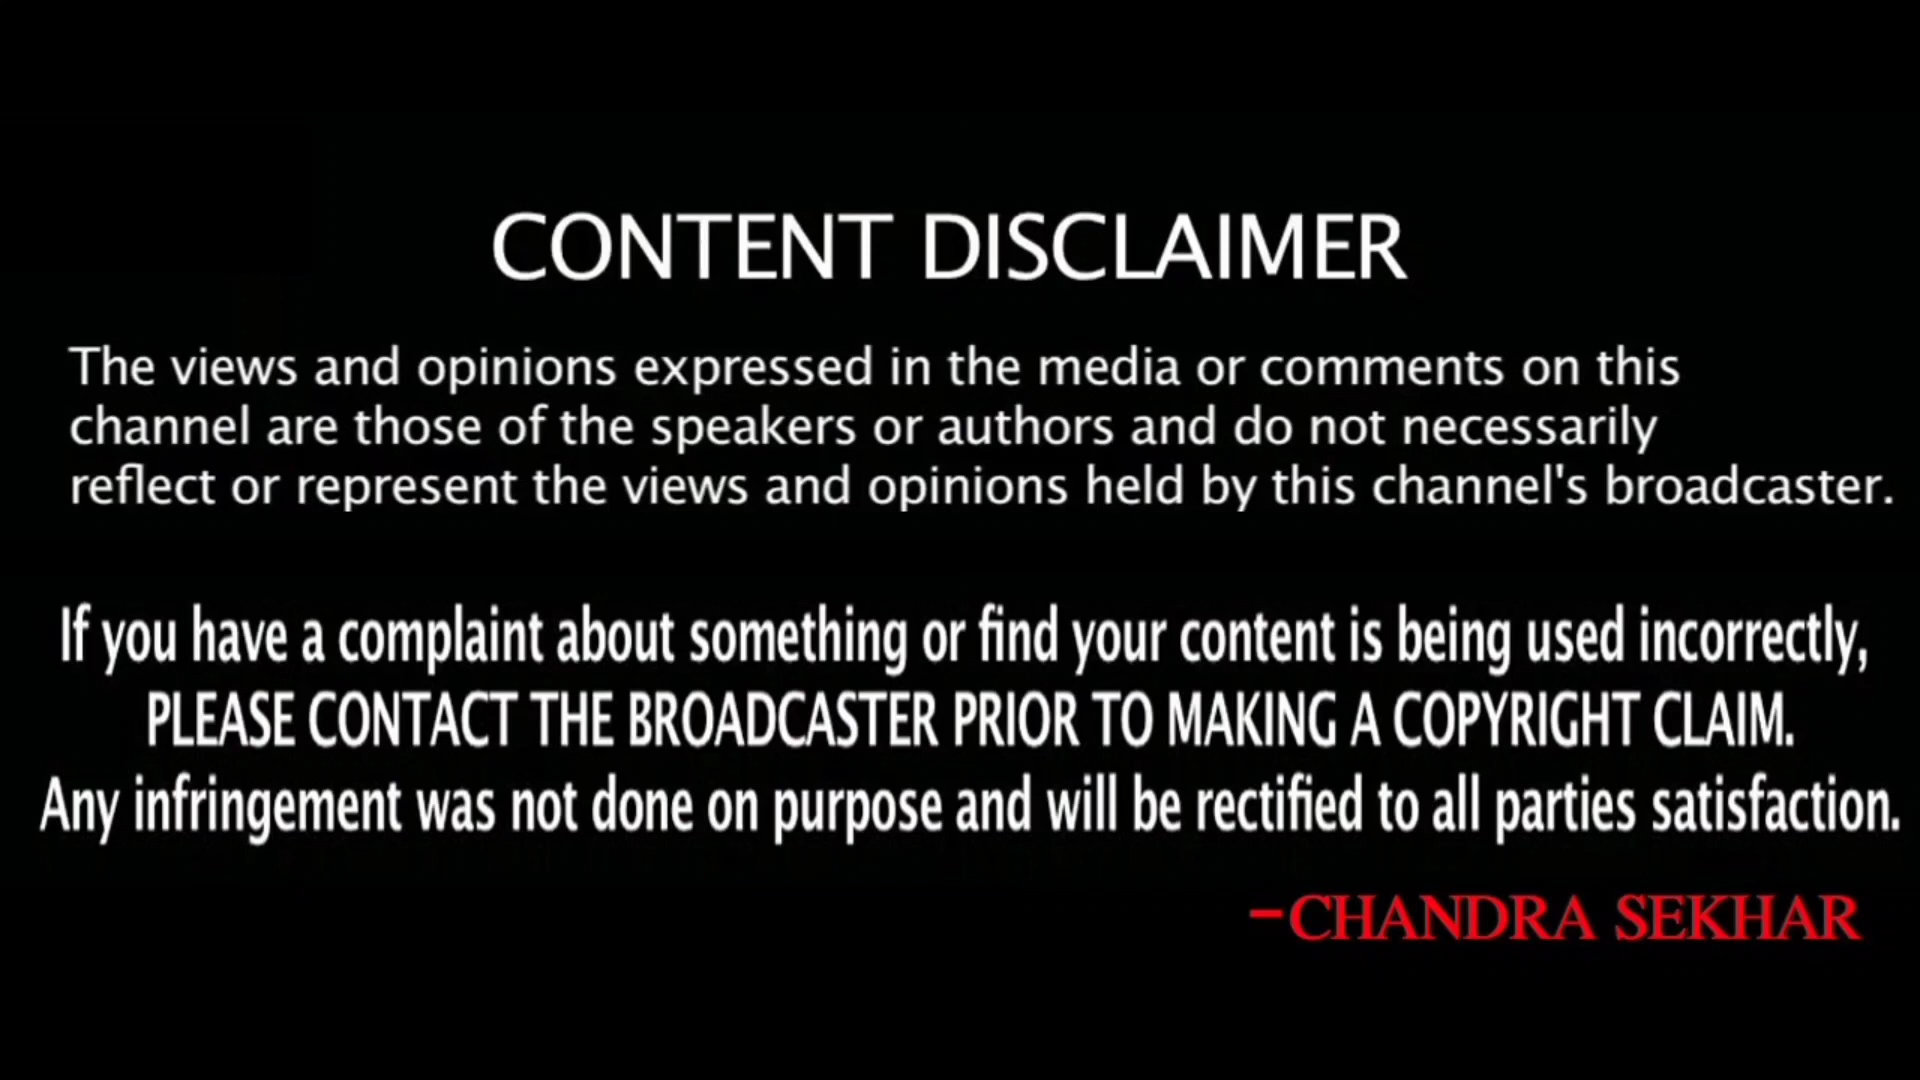 CONTENT DISCLAIMER
The views and opinions expressed in the media or comments on this
channel are those of the speakers or authors and do not necessarily
reflect or represent the views and opinions held by this channel's broadcaster.
If you have a complaint about something or find your content is being used incorrectly,
PLEASE CONTACT THE BROADCASTER PRIOR TO MAKING A COPYRIGHT CLAIM.
Any infringement was not done on purpose and will be rectified to all parties satisfaction.
-CHANDRA SEKHAR